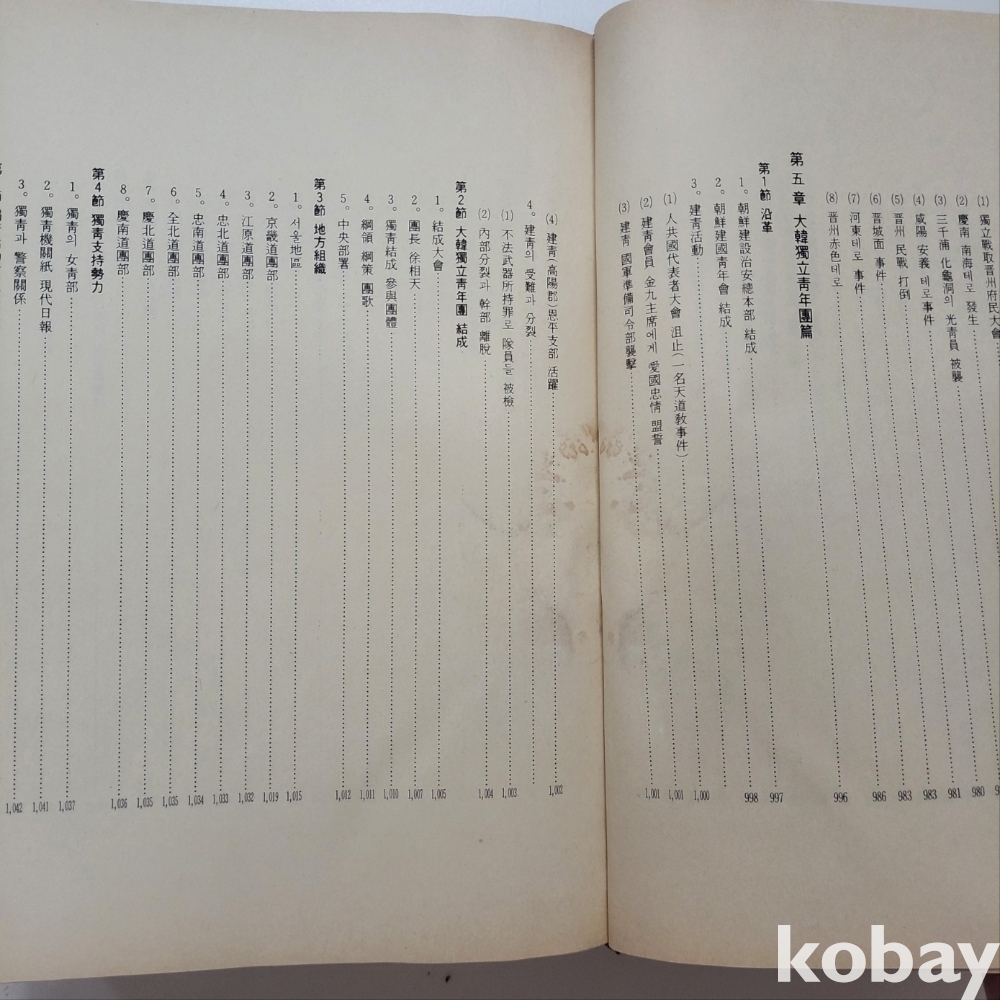 (1) 獨立戰取晋州府民大會
(2) 慶南 南海테로 發生 980
(3) 三千浦 化龜洞의 光靑員 被襲 981
(4) 咸陽 安義 테로事件 983
(5) 晋州 民戰 打倒 983
(6) 晋城面 事件 986
(7) 河東테로 事件
(8) 晋州赤色테로 996
第五章 大韓獨立靑年團篇
第1節 沿革 997
1。朝鮮建設治安總本部 結成 998
2。朝鮮建國靑年會 結成
3。建靑活動 1,000
(1) 人共國代表者大會 沮止(一名天道敎事件) 1,001
(2) 建靑會員 金九主席에게 愛國忠情 盟誓 1,001
(3) 建靑 國軍準備司令部襲擊
(4) 建靑(高陽郡)恩平支部 活躍 1,002
4。建靑의 受難과 分裂
(1) 不法武器所持罪로 隊員들 被檢 1,003
(2) 內部分裂과 幹部 離脫 1,004
第2節 大韓獨立靑年團 結成
1。結成大會 1,005
2。團長 徐相天 1,007
3。獨靑結成 參與團體 1,010
4。綱領 綱策 團歌 1,011
5。中央部署 1,012
第3節 地方組織
1。서울地區 1,015
2。京畿道團部 1,019
3。江原道團部 1,032
4。忠北道團部 1,033
5。忠南道團部 1,034
6。全北道團部 1,035
7。慶北道團部 1,035
8。慶南道團部 1,036
第4節 獨靑支持勢力
1。獨靑의 女靑部 1,037
2。獨靑機關紙 現代日報 1,041
3。獨靑과 警察關係 1,042
kobay